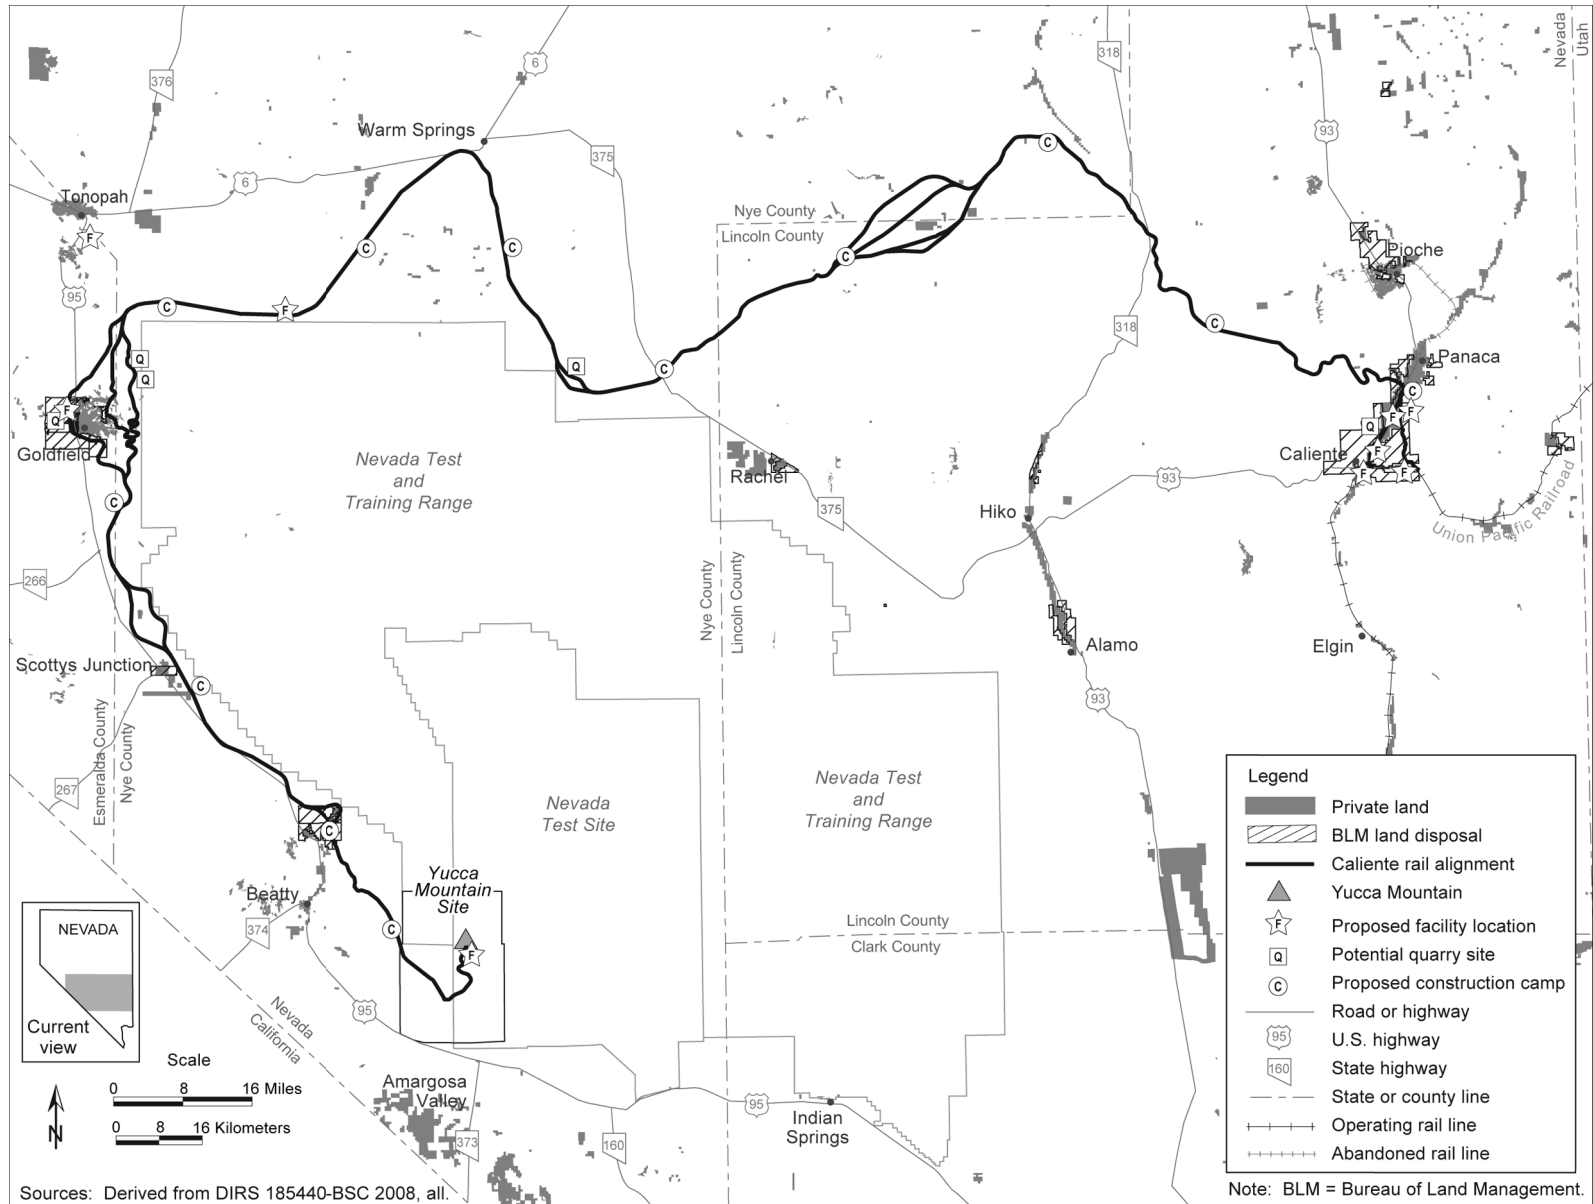 376
6
318
Nevada
Utah
Warm Springs
93
375
6
Tonopah
F
C
Nye County
Lincoln County
C
C
C
Pioche
95
C
F
318
C
Q
Q
Q
C
Panaca
C
F
Q
Goldfield
F
F
Q
F
Caliente
F
F
Nevada Test
and
Training Range
Rachel
375
93
Hiko
Union Pacific Railroad
C
266
Nye County
Lincoln County
Scottys Junction
C
Alamo
Elgin
93
Esmeralda County
Nye County
267
Nevada
Test Site
Nevada Test
and
Training Range
C
Beatty
374
Yucca
Mountain
Site
C
F
Lincoln County
Clark County
95
Nevada
California
NEVADA
Current
view
Scale
0 8 16 Miles
0 8 16 Kilometers
N
Amargosa
Valley
373
160
95
Indian
Springs
Legend
Private land
BLM land disposal
Caliente rail alignment
Yucca Mountain
F Proposed facility location
Q Potential quarry site
C Proposed construction camp
Road or highway
95 U.S. highway
160 State highway
State or county line
Operating rail line
Abandoned rail line
Sources: Derived from DIRS 185440-BSC 2008, all.
Note: BLM = Bureau of Land Management.